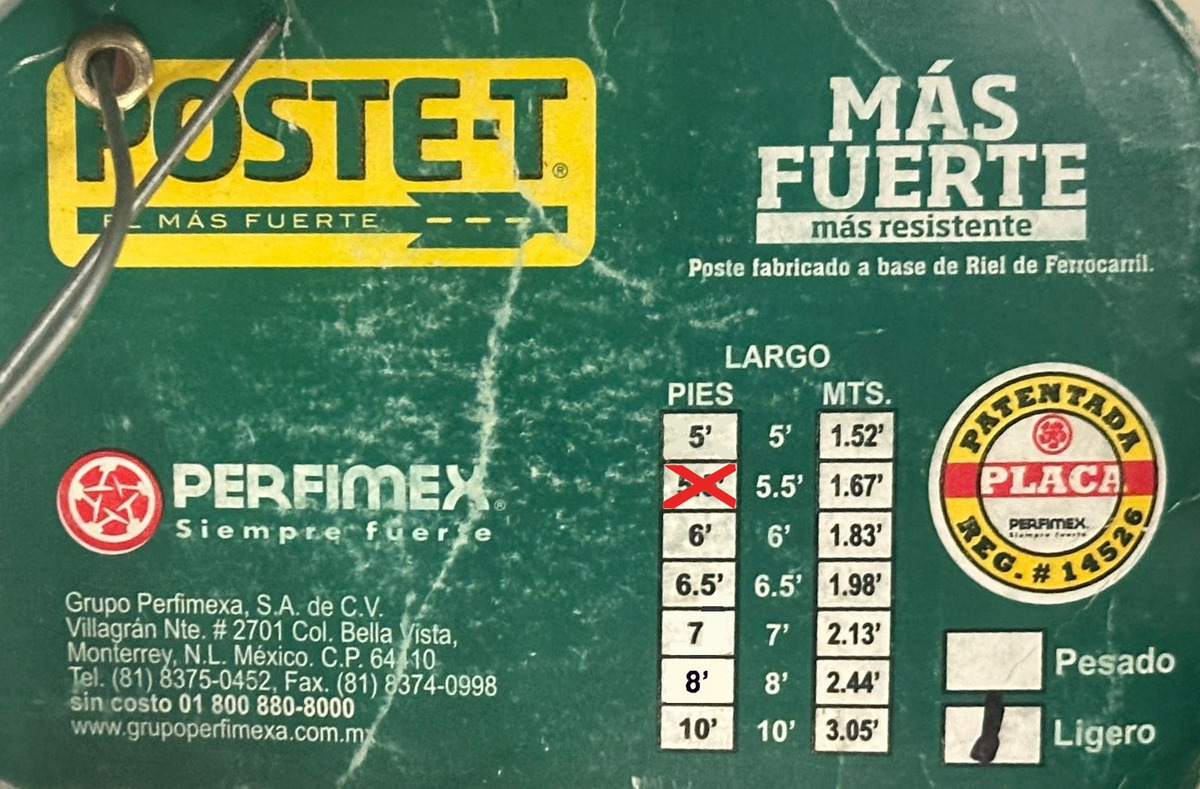 POSTE-T®
EL MÁS FUERTE
MÁS
FUERTE
más resistente
Poste fabricado a base de Riel de Ferrocarril.
LARGO
PIES MTS.
5' 5' 1.52'
5.5' 1.67'
6' 6' 1.83'
6.5' 6.5' 1.98'
7 7' 2.13'
8' 8' 2.44'
10' 10' 3.05'
PATENTADA
PLACA
PERFIMEX
Siempre fuerte
REG. # 14526
Pesado
Ligero
PERFIMEX®
Siempre fuerte
Grupo Perfimexa, S.A. de C.V.
Villagrán Nte. # 2701 Col. Bella Vista,
Monterrey, N.L. México. C.P. 64410
Tel. (81) 8375-0452, Fax. (81) 8374-0998
sin costo 01 800 880-8000
www.grupoperfimexa.com.mx